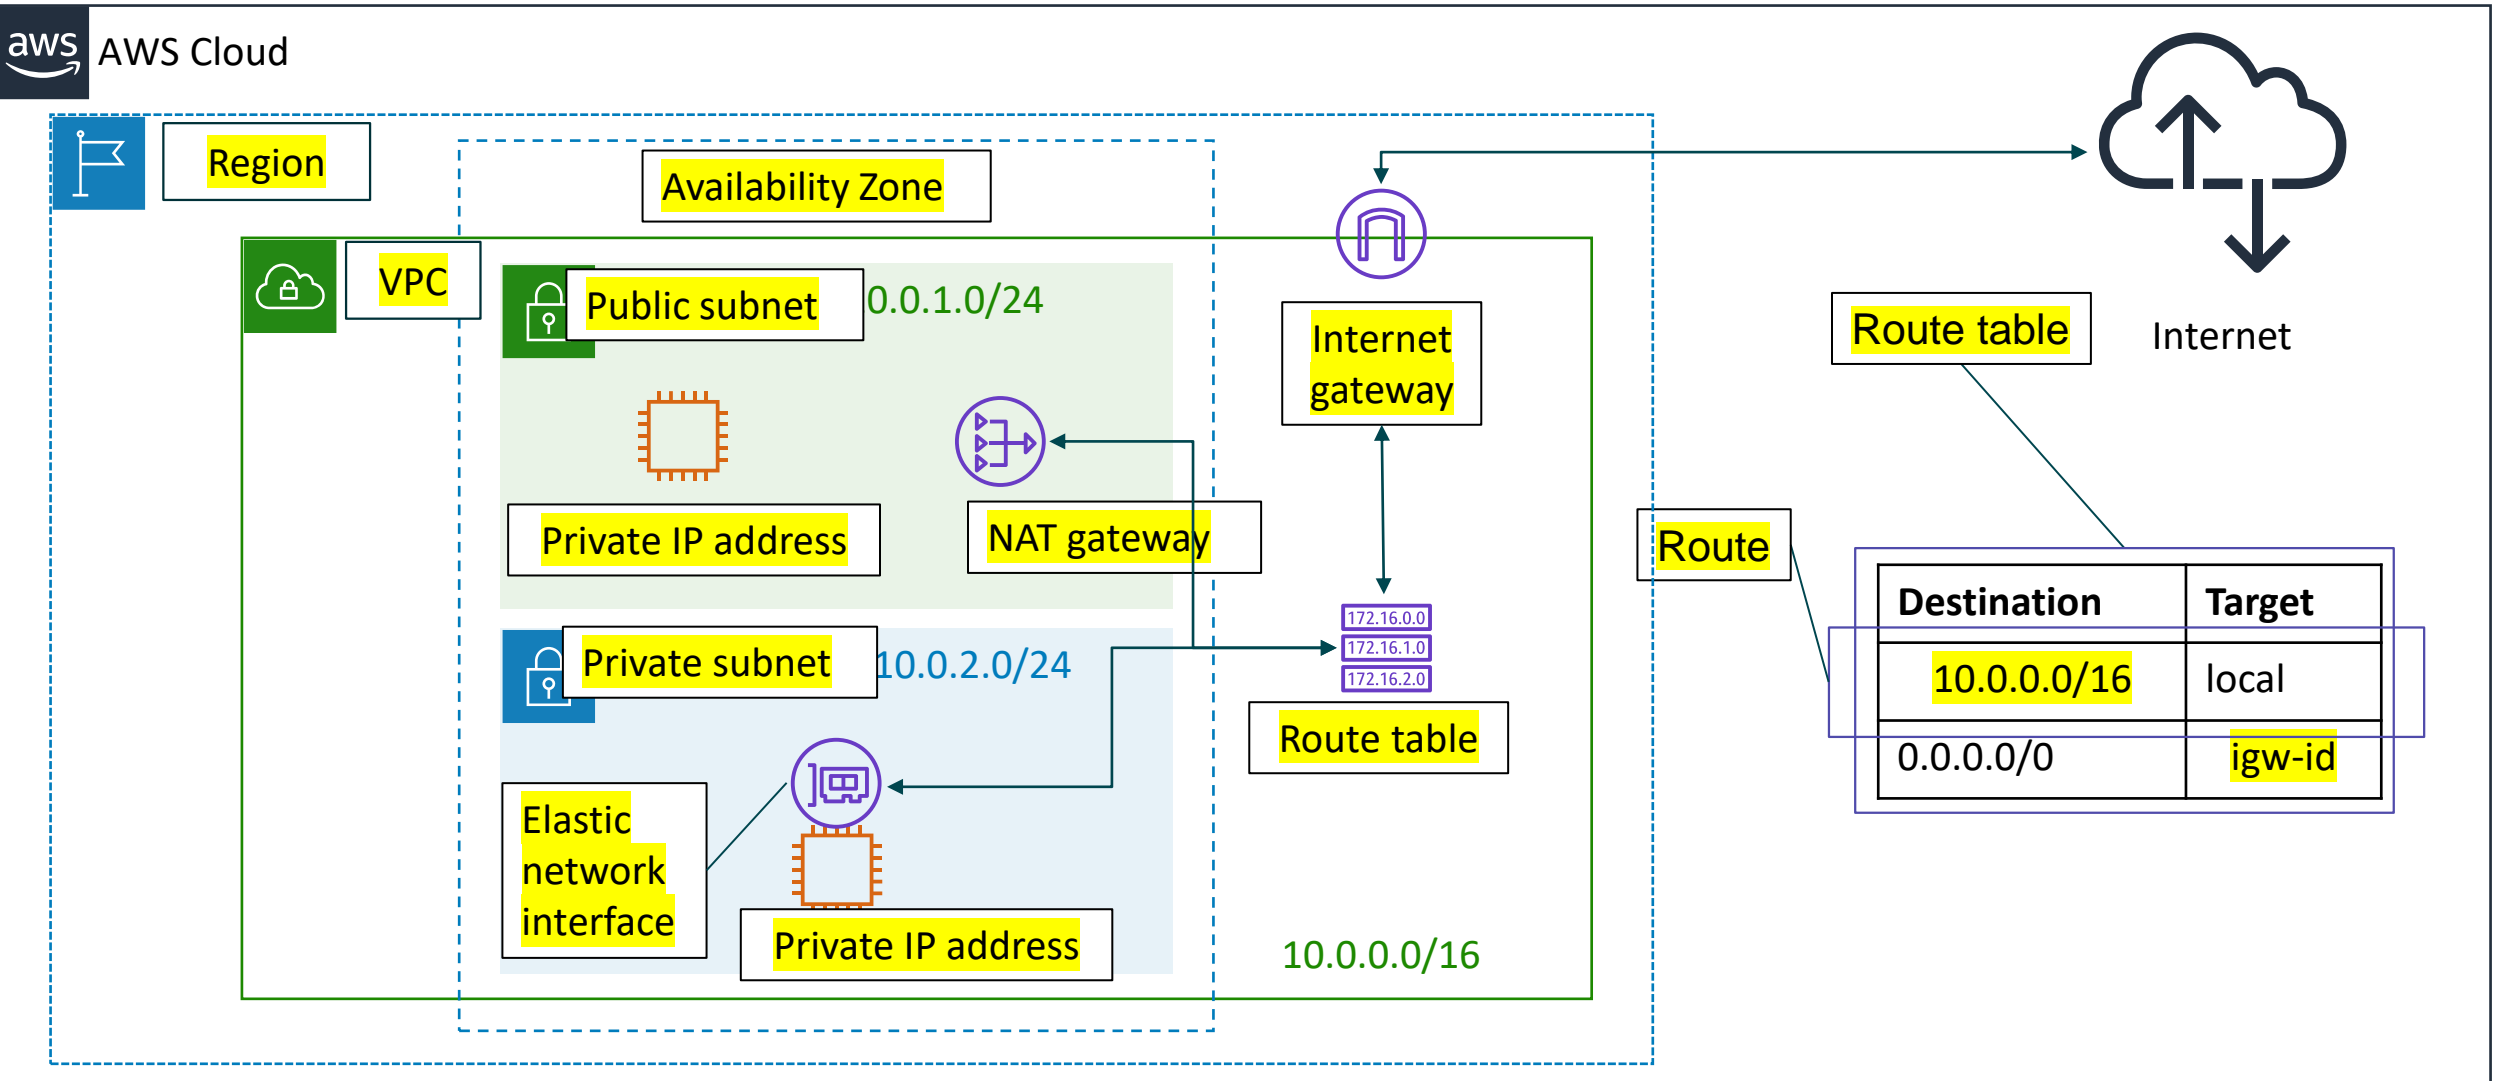 aws
AWS Cloud
Region
Availability Zone
VPC
Public subnet
0.0.1.0/24
Internet
gateway
Route table
Internet
Private IP address
NAT gateway
Route
172.16.0.0
172.16.1.0
172.16.2.0
Destination Target
10.0.0.0/16 local
0.0.0.0/0 igw-id
Private subnet
10.0.2.0/24
Route table
Elastic
network
interface
Private IP address
10.0.0.0/16